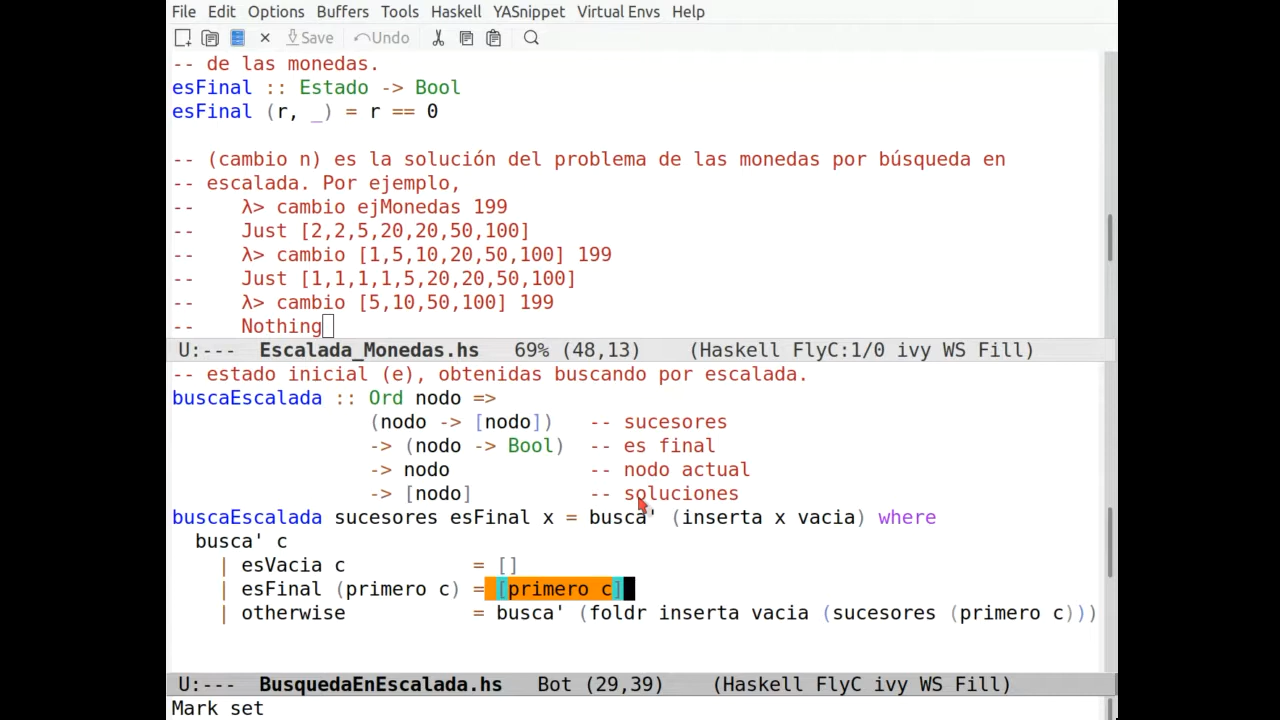 File Edit Options Buffers Tools Haskell YASnippet Virtual Envs Help
Save Undo
-- de las monedas.
esFinal :: Estado -> Bool
esFinal (r, _) = r == 0
-- (cambio n) es la solución del problema de las monedas por búsqueda en
-- escalada. Por ejemplo,
--    λ> cambio ejMonedas 199
--    Just [2,2,5,20,20,50,100]
--    λ> cambio [1,5,10,20,50,100] 199
--    Just [1,1,1,1,5,20,20,50,100]
--    λ> cambio [5,10,50,100] 199
--    Nothing
U:--- Escalada_Monedas.hs 69% (48,13) (Haskell FlyC:1/0 ivy WS Fill)
-- estado inicial (e), obtenidas buscando por escalada.
buscaEscalada :: Ord nodo =>
(nodo -> [nodo]) -- sucesores
-> (nodo -> Bool) -- es final
-> nodo -- nodo actual
-> [nodo] -- soluciones
buscaEscalada sucesores esFinal x = busca' (inserta x vacia) where
busca' c
| esVacia c = []
| esFinal (primero c) = [primero c]
| otherwise = busca' (foldr inserta vacia (sucesores (primero c)))
U:--- BusquedaEnEscalada.hs Bot (29,39) (Haskell FlyC ivy WS Fill)
Mark set